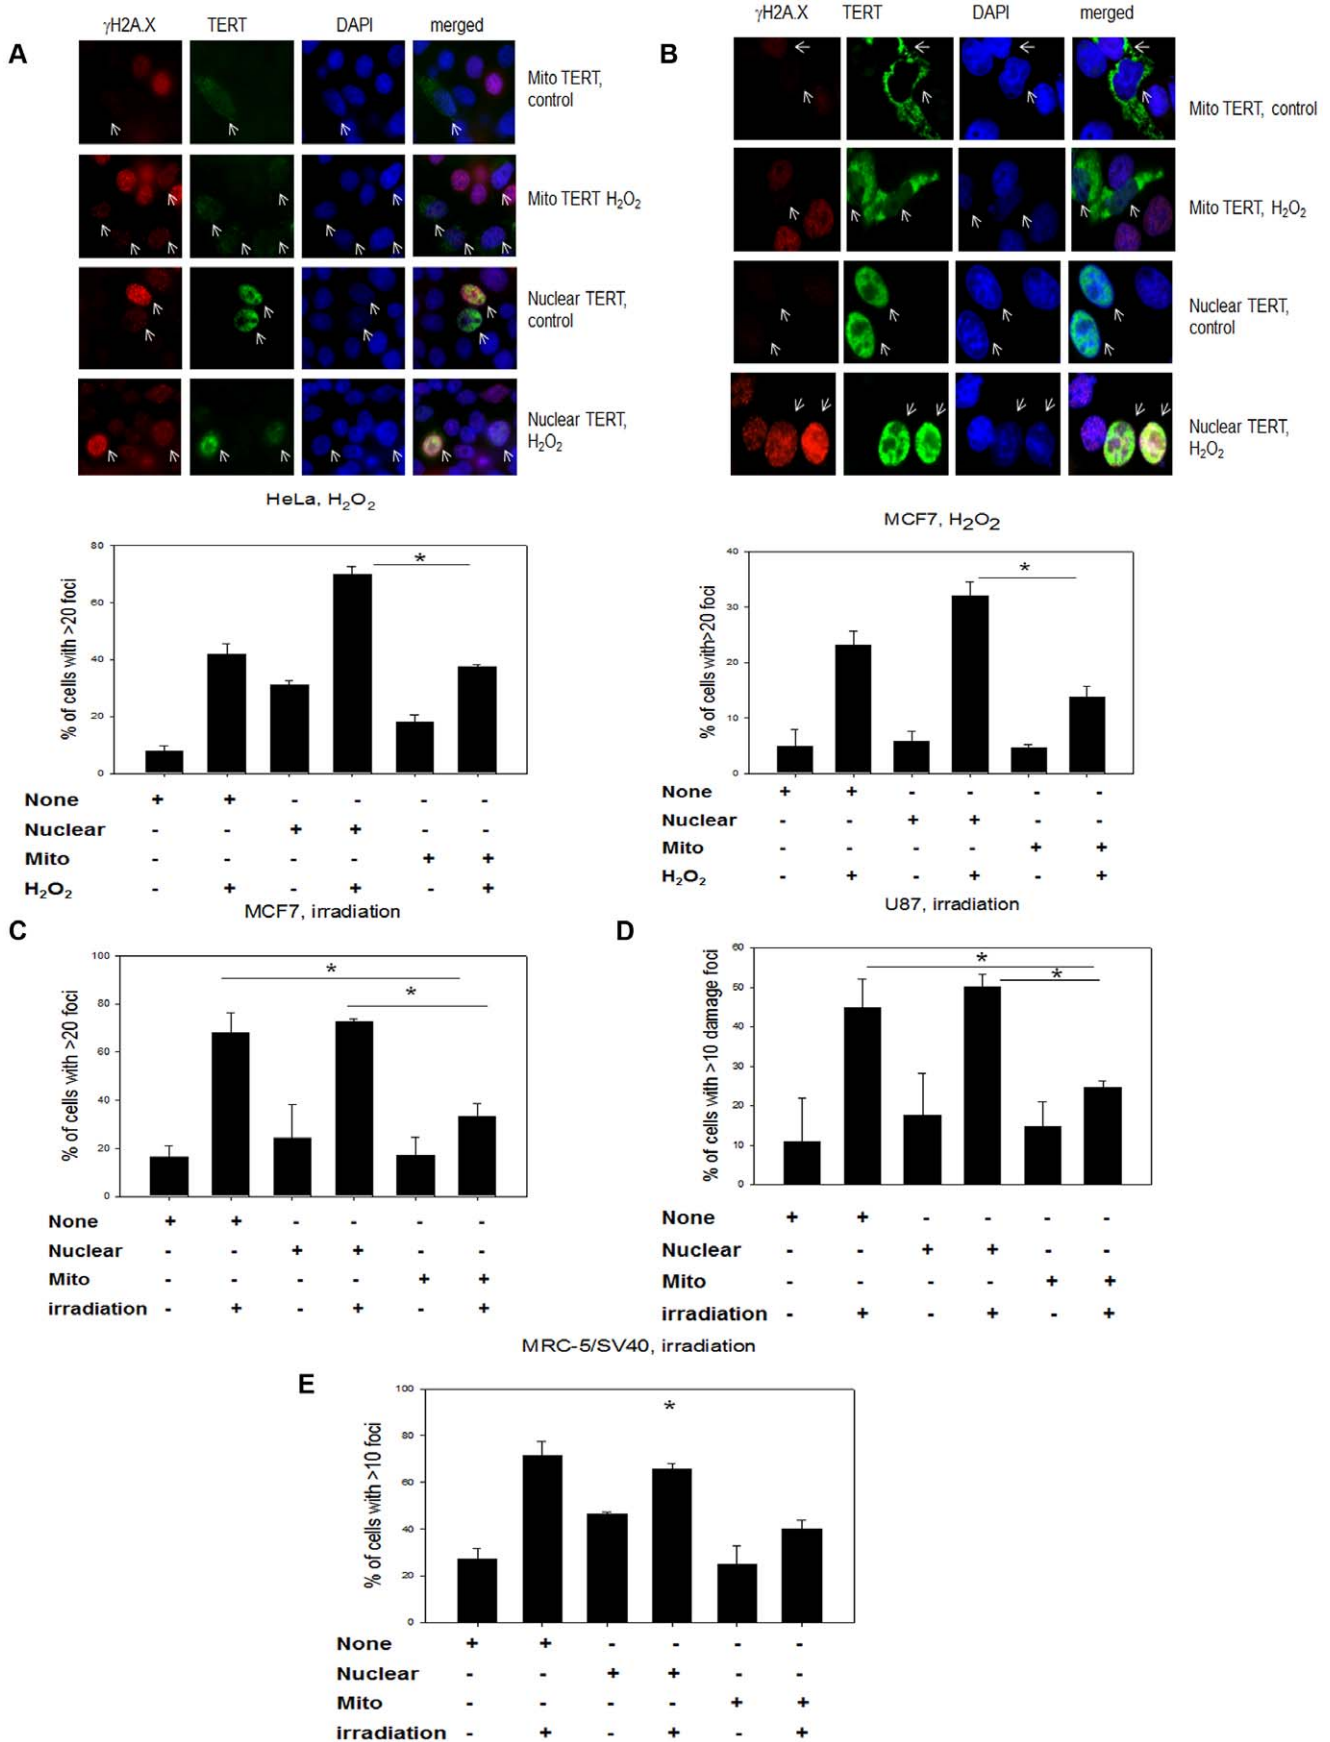 A
γH2A.X TERT DAPI merged
Mito TERT,
control
Mito TERT H₂O₂
Nuclear TERT,
control
Nuclear TERT,
H₂O₂
HeLa, H₂O₂
% of cells with >20 foci
80
60
40
20
0
None + + - - - -
Nuclear - - + + - -
Mito - - - - + +
H₂O₂ - + - + - +
B
γH2A.X TERT DAPI merged
Mito TERT, control
Mito TERT, H₂O₂
Nuclear TERT,
control
Nuclear TERT,
H₂O₂
MCF7, H₂O₂
% of cells with>20 foci
40
30
20
10
0
*
None + + - - - -
Nuclear - - + + - -
Mito - - - - + +
H₂O₂ - + - + - +
C
MCF7, irradiation
% of cells with >20 foci
100
80
60
40
20
0
*
*
None + + - - - -
Nuclear - - + + - -
Mito - - - - + +
irradiation - + - + - +
D
U87, irradiation
% of cells with >10 damage foci
60
50
40
30
20
10
0
*
*
None + + - - - -
Nuclear - - + + - -
Mito - - - - + +
irradiation - + - + - +
E
MRC-5/SV40, irradiation
% of cells with >10 foci
100
80
60
40
20
0
*
None + + - - - -
Nuclear - - + + - -
Mito - - - - + +
irradiation - + - + - +